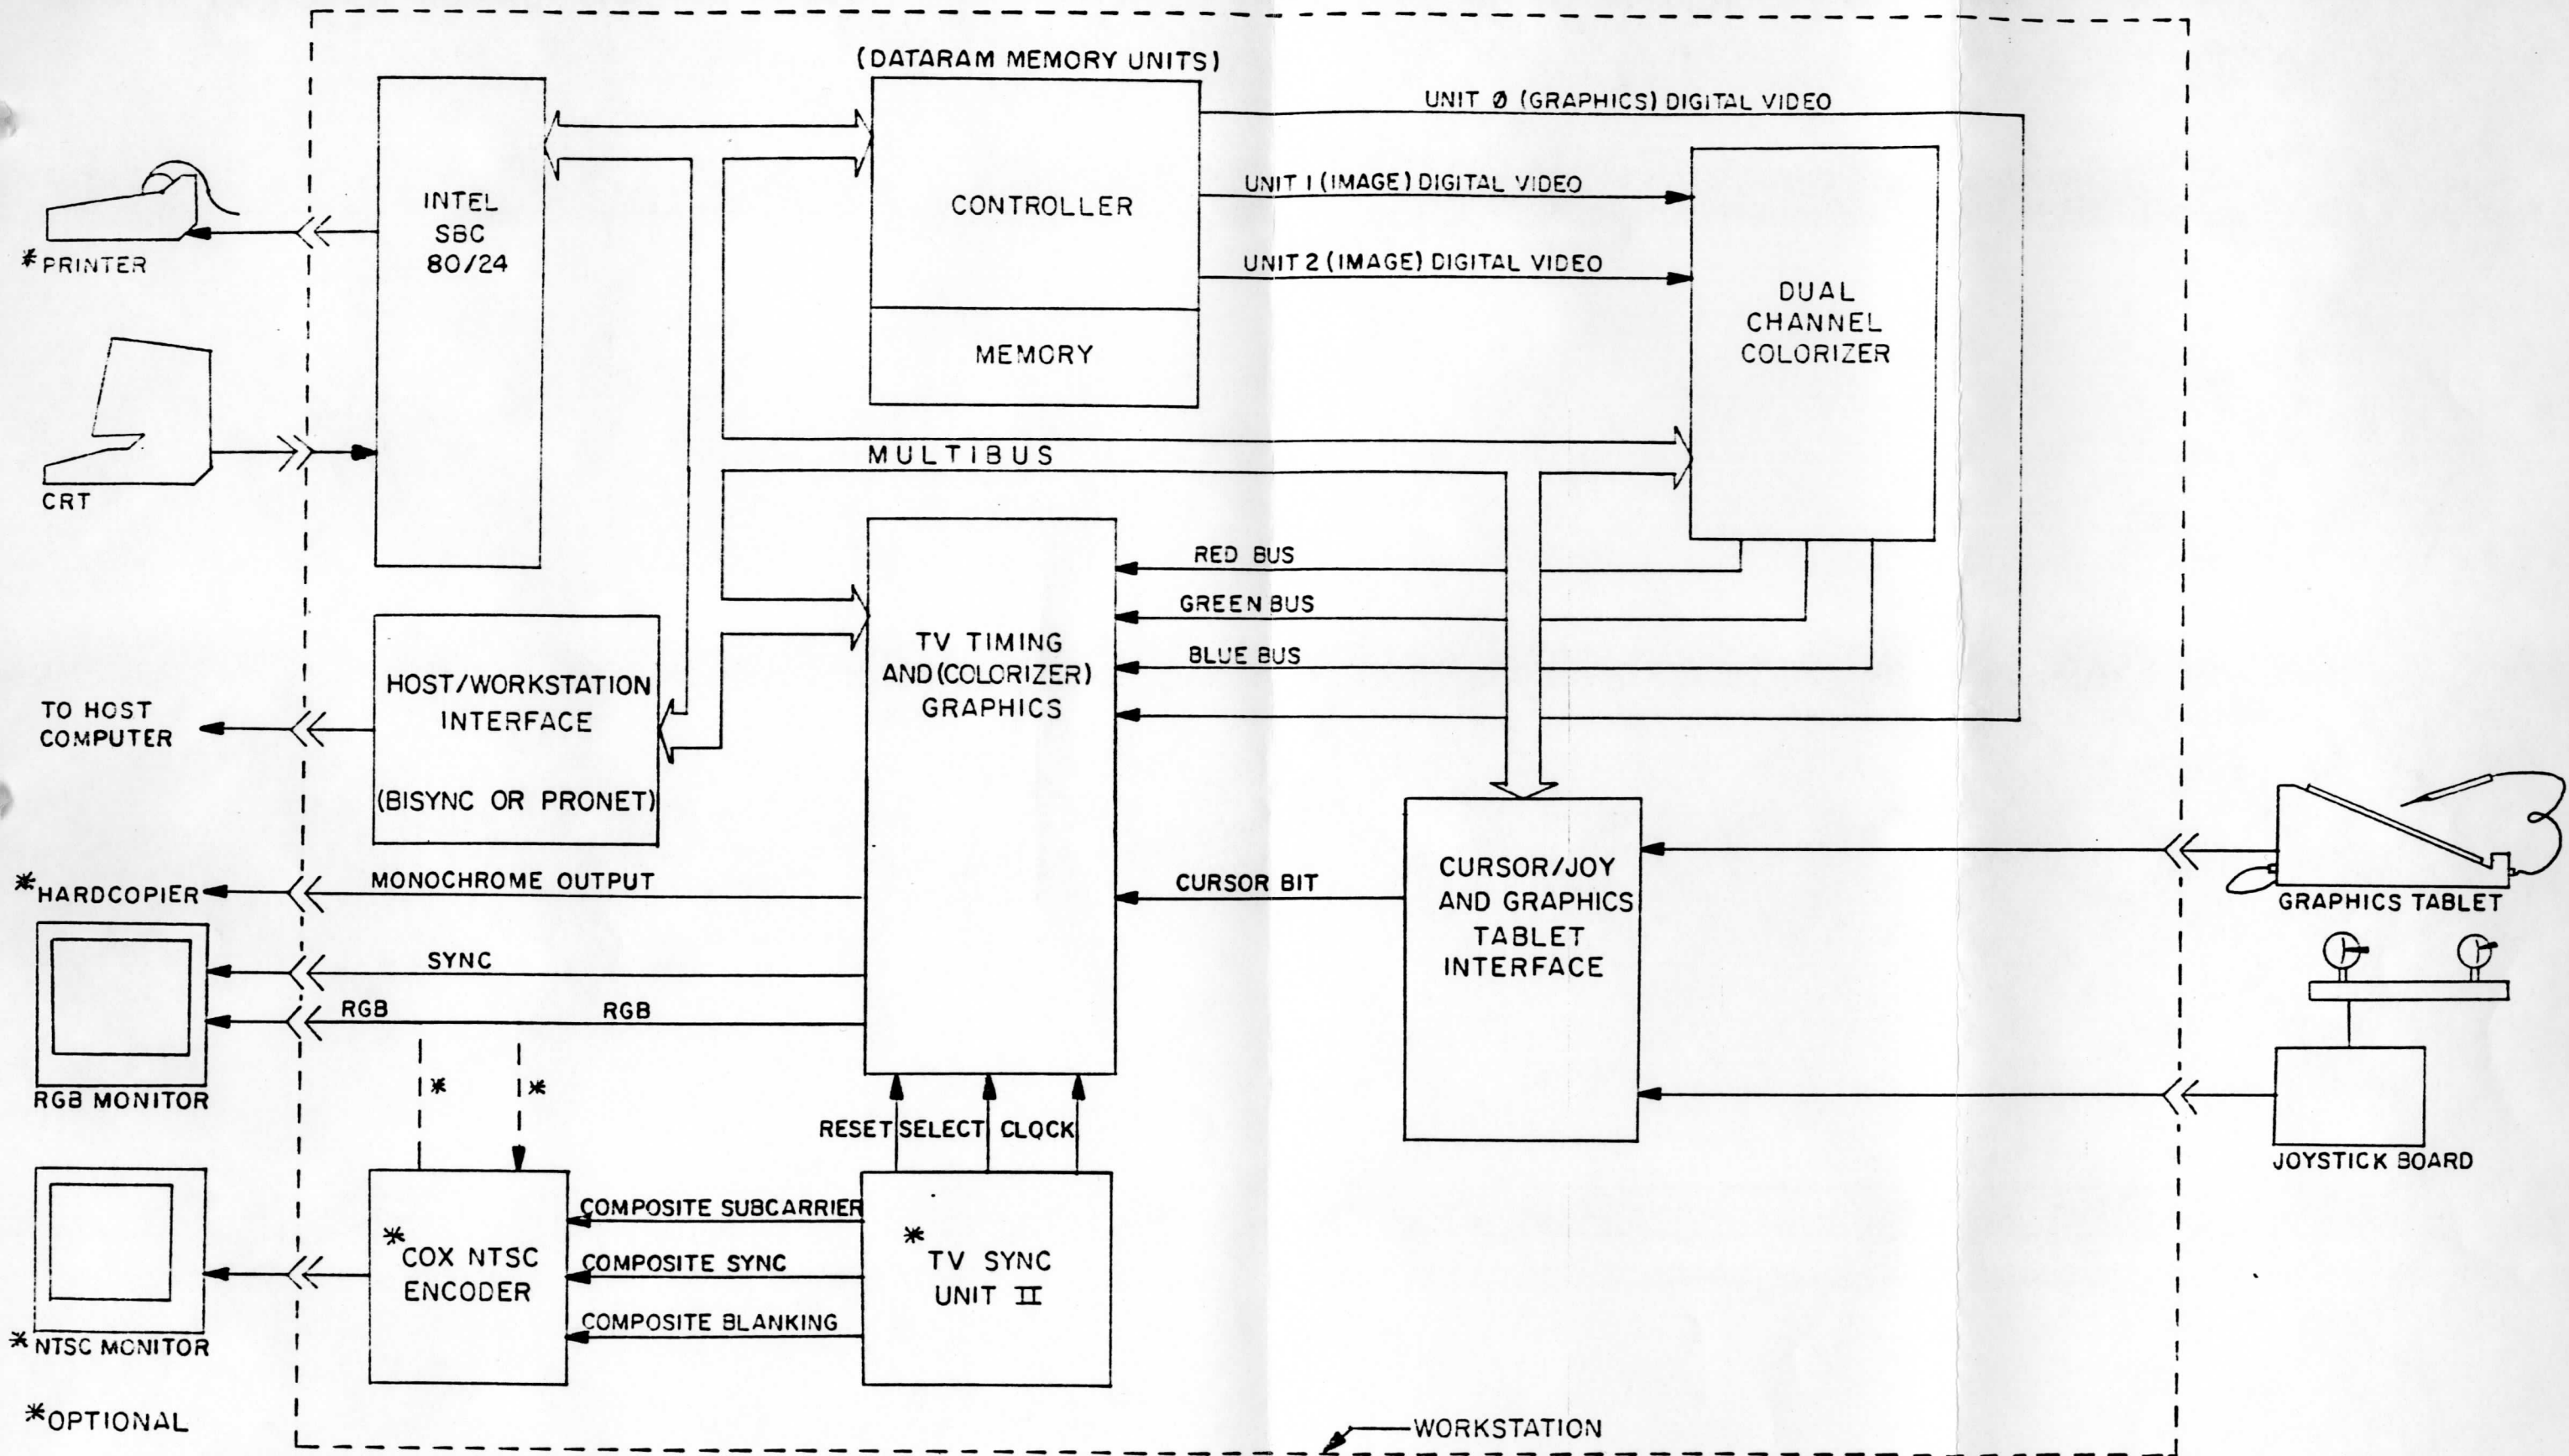 (DATARAM MEMORY UNITS)
UNIT Ø (GRAPHICS) DIGITAL VIDEO
INTEL
SBC
80/24
CONTROLLER
MEMORY
UNIT 1 (IMAGE) DIGITAL VIDEO
UNIT 2 (IMAGE) DIGITAL VIDEO
DUAL
CHANNEL
COLORIZER
*PRINTER
CRT
MULTIBUS
RED BUS
GREEN BUS
BLUE BUS
TV TIMING
AND (COLORIZER)
GRAPHICS
HOST/WORKSTATION
INTERFACE
(BISYNC OR PRONET)
TO HOST
COMPUTER
*HARDCOPIER
MONOCHROME OUTPUT
CURSOR BIT
CURSOR/JOY
AND GRAPHICS
TABLET
INTERFACE
GRAPHICS TABLET
SYNC
RGB
RGB
RGB MONITOR
*
*
RESET
SELECT
CLOCK
JOYSTICK BOARD
*
COX NTSC
ENCODER
COMPOSITE SUBCARRIER
COMPOSITE SYNC
COMPOSITE BLANKING
*
TV SYNC
UNIT II
*NTSC MONITOR
*OPTIONAL
WORKSTATION